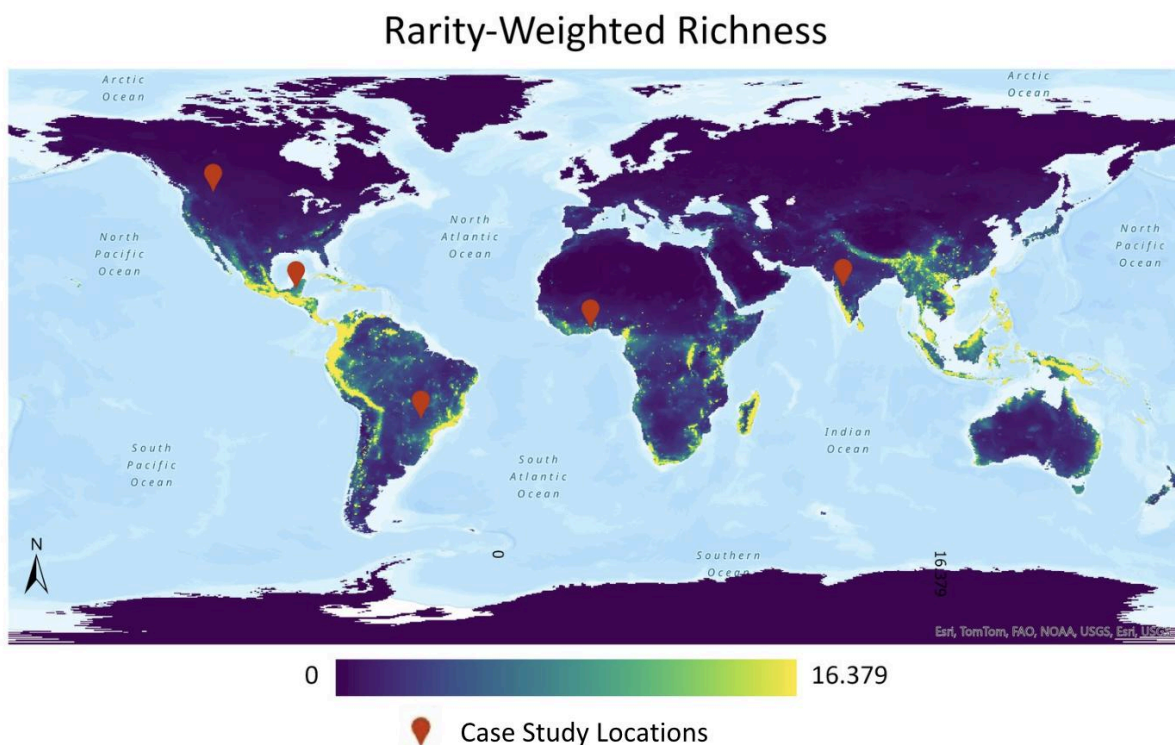 Rarity-Weighted Richness
Arctic
Ocean
Arctic
Ocean
North
Pacific
Ocean
North
Atlantic
Ocean
North
Pacific
Ocean
South
Pacific
Ocean
South
Atlantic
Ocean
Indian
Ocean
Southern
Ocean
N
0
16.379
Esri, TomTom, FAO, NOAA, USGS, Esri, USGS
0
16.379
Case Study Locations